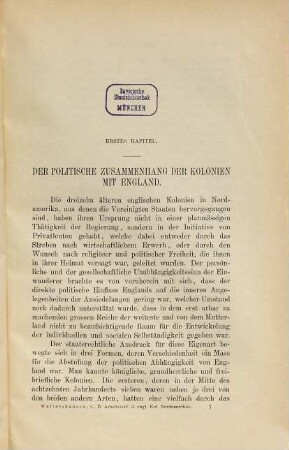 Bayerische
Staatsbibliothek
MÜNCHEN
ERSTES KAPITEL.
DER POLITISCHE ZUSAMMENHANG DER KOLONIEN
MIT ENGLAND.
Die dreizehn älteren englischen Kolonien in Nord-
amerika, aus denen die Vereinigten Staaten hervorgegangen
sind, haben ihren Ursprung nicht in einer planmässigen
Thätigkeit der Regierung, sondern in der Initiative von
Privatleuten gehabt, welche dabei entweder durch das
Streben nach wirtschaftlichem Erwerb, oder durch den
Wunsch nach religiöser und politischer Freiheit, die ihnen
in ihrer Heimat versagt war, geleitet wurden. Der persön-
liche und der gesellschaftliche Unabhängigkeitssinn der Ein-
wanderer brachte es von vornherein mit sich, dass der
direkte politische Einfluss Englands auf die inneren Ange-
legenheiten der Ansiedelungen gering war, welcher Umstand
noch dadurch unterstützt wurde, dass in dem erst urbar zu
machenden grossen Reiche der weiteste und von dem Mutter-
land nicht zu beaufsichtigende Raum für die Entwickelung
der individuellen und socialen Selbständigkeit gegeben war.
Der staatsrechtliche Ausdruck für diese Eigenart be-
wegte sich in drei Formen, deren Verschiedenheit ein Mass
für die Abstufung der politischen Abhängigkeit von Eng-
land war. Man kannte königliche, grundherrliche und frei-
briefliche Kolonien. Die ersteren, deren in der Mitte des
achtzehnten Jahrhunderts sieben waren neben je drei von
den beiden andern Arten, hatten eine vielfach durch das
Waltershausen, D. Arbeitsverf. d. engl. Kol. Nordamerikas. 1